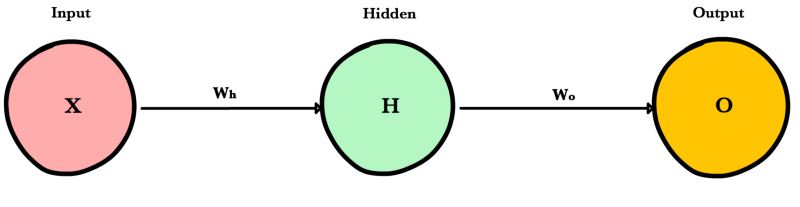 Input Hidden Output
Wh Wo
X H O